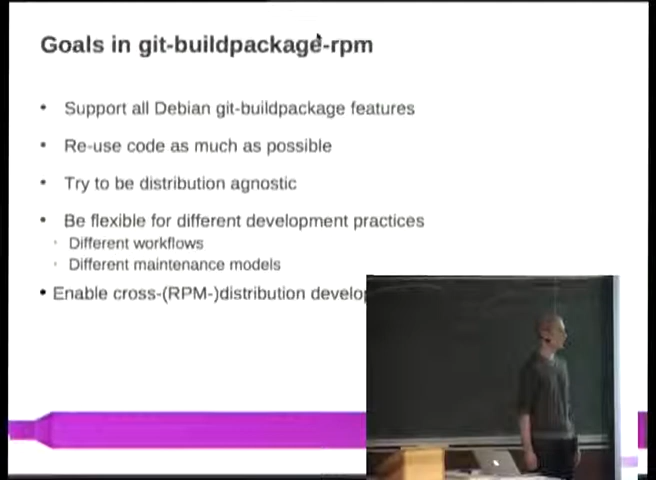 Goals in git-buildpackage-rpm
• Support all Debian git-buildpackage features
• Re-use code as much as possible
• Try to be distribution agnostic
• Be flexible for different development practices
• Different workflows
• Different maintenance models
• Enable cross-(RPM-)distribution develop